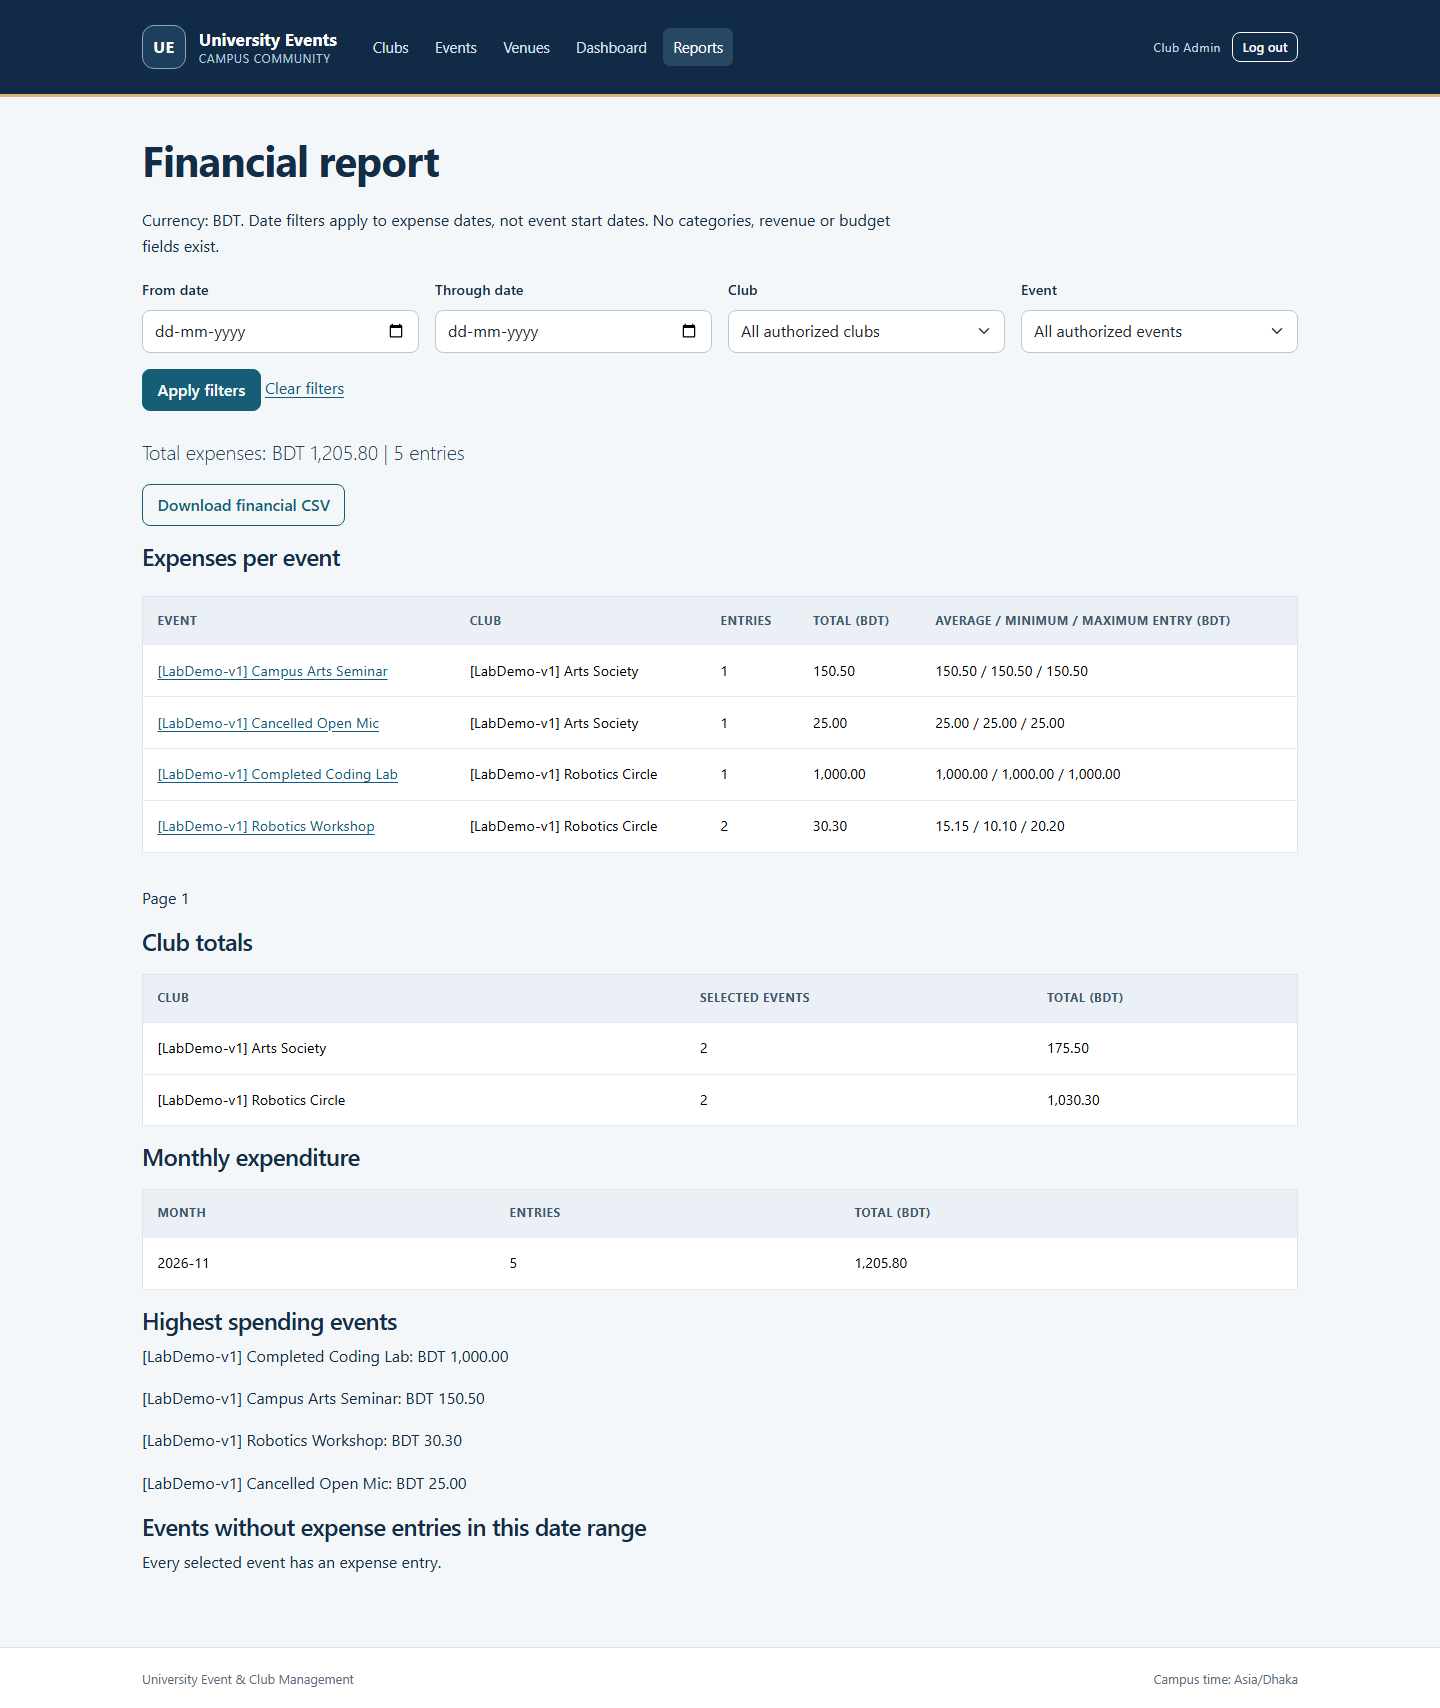 UE
University Events
CAMPUS COMMUNITY
Clubs Events Venues Dashboard Reports
Club Admin Log out
Financial report
Currency: BDT. Date filters apply to expense dates, not event start dates. No categories, revenue or budget
fields exist.
From date Through date Club Event
dd-mm-yyyy dd-mm-yyyy All authorized clubs All authorized events
Apply filters Clear filters
Total expenses: BDT 1,205.80 | 5 entries
Download financial CSV
Expenses per event
EVENT CLUB ENTRIES TOTAL (BDT) AVERAGE / MINIMUM / MAXIMUM ENTRY (BDT)
[LabDemo-v1] Campus Arts Seminar [LabDemo-v1] Arts Society 1 150.50 150.50 / 150.50 / 150.50
[LabDemo-v1] Cancelled Open Mic [LabDemo-v1] Arts Society 1 25.00 25.00 / 25.00 / 25.00
[LabDemo-v1] Completed Coding Lab [LabDemo-v1] Robotics Circle 1 1,000.00 1,000.00 / 1,000.00 / 1,000.00
[LabDemo-v1] Robotics Workshop [LabDemo-v1] Robotics Circle 2 30.30 15.15 / 10.10 / 20.20
Page 1
Club totals
CLUB SELECTED EVENTS TOTAL (BDT)
[LabDemo-v1] Arts Society 2 175.50
[LabDemo-v1] Robotics Circle 2 1,030.30
Monthly expenditure
MONTH ENTRIES TOTAL (BDT)
2026-11 5 1,205.80
Highest spending events
[LabDemo-v1] Completed Coding Lab: BDT 1,000.00
[LabDemo-v1] Campus Arts Seminar: BDT 150.50
[LabDemo-v1] Robotics Workshop: BDT 30.30
[LabDemo-v1] Cancelled Open Mic: BDT 25.00
Events without expense entries in this date range
Every selected event has an expense entry.
University Event & Club Management Campus time: Asia/Dhaka